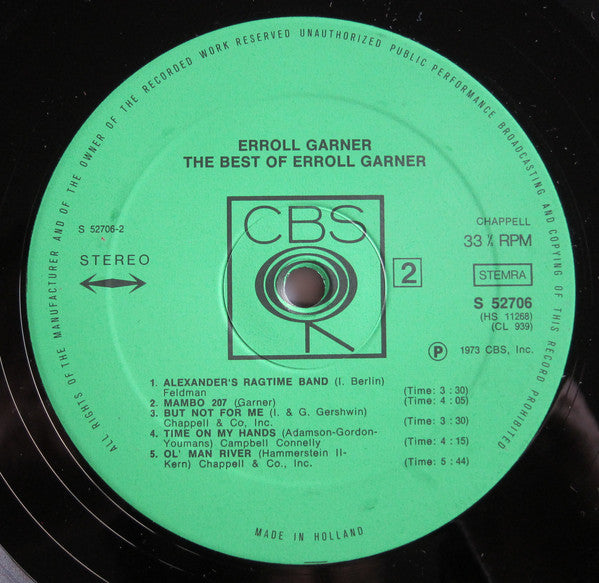 ALL RIGHTS OF THE MANUFACTURER AND OF THE OWNER OF THE RECORDED WORK RESERVED UNAUTHORIZED PUBLIC PERFORMANCE BROADCASTING AND COPYING OF THIS RECORD PROHIBITED
ERROLL GARNER
THE BEST OF ERROLL GARNER
S 52706-2
STEREO
CBS
2
CHAPPELL
33⅓ RPM
STEMRA
S 52706
(HS 11268)
(CL 939)
Ⓟ 1973 CBS, Inc.
1. ALEXANDER'S RAGTIME BAND (I. Berlin)
Feldman (Time: 3 : 30)
2. MAMBO 207 (Garner) (Time: 4 : 05)
3. BUT NOT FOR ME (I. & G. Gershwin)
Chappell & Co, Inc. (Time: 3 : 30)
4. TIME ON MY HANDS (Adamson-Gordon-
Youmans) Campbell Connelly (Time: 4 : 15)
5. OL' MAN RIVER (Hammerstein II-
Kern) Chappell & Co., Inc. (Time: 5 : 44)
MADE IN HOLLAND